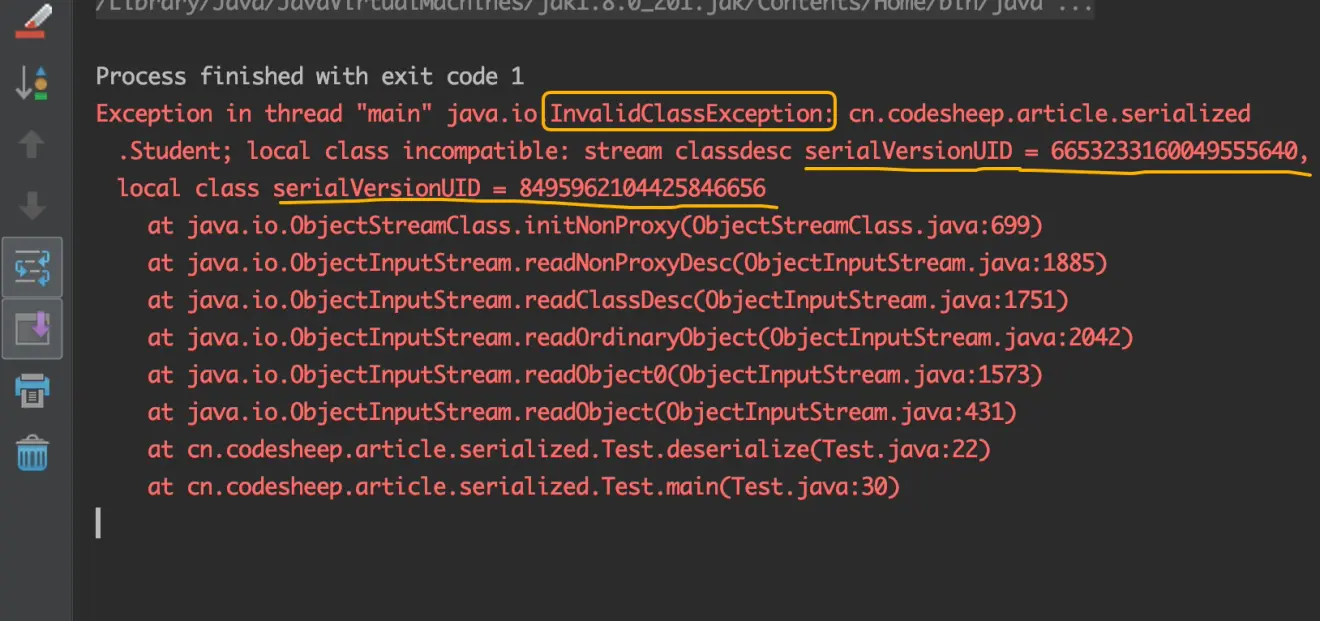 /Library/Java/JavaVirtualMachines/jdk1.8.0_201.jdk/Contents/Home/bin/java ...
Process finished with exit code 1
Exception in thread "main" java.io.InvalidClassException: cn.codesheep.article.serialized
.Student; local class incompatible: stream classdesc serialVersionUID = 6653233160049555640,
local class serialVersionUID = 8495962104425846656
at java.io.ObjectStreamClass.initNonProxy(ObjectStreamClass.java:699)
at java.io.ObjectInputStream.readNonProxyDesc(ObjectInputStream.java:1885)
at java.io.ObjectInputStream.readClassDesc(ObjectInputStream.java:1751)
at java.io.ObjectInputStream.readOrdinaryObject(ObjectInputStream.java:2042)
at java.io.ObjectInputStream.readObject0(ObjectInputStream.java:1573)
at java.io.ObjectInputStream.readObject(ObjectInputStream.java:431)
at cn.codesheep.article.serialized.Test.deserialize(Test.java:22)
at cn.codesheep.article.serialized.Test.main(Test.java:30)